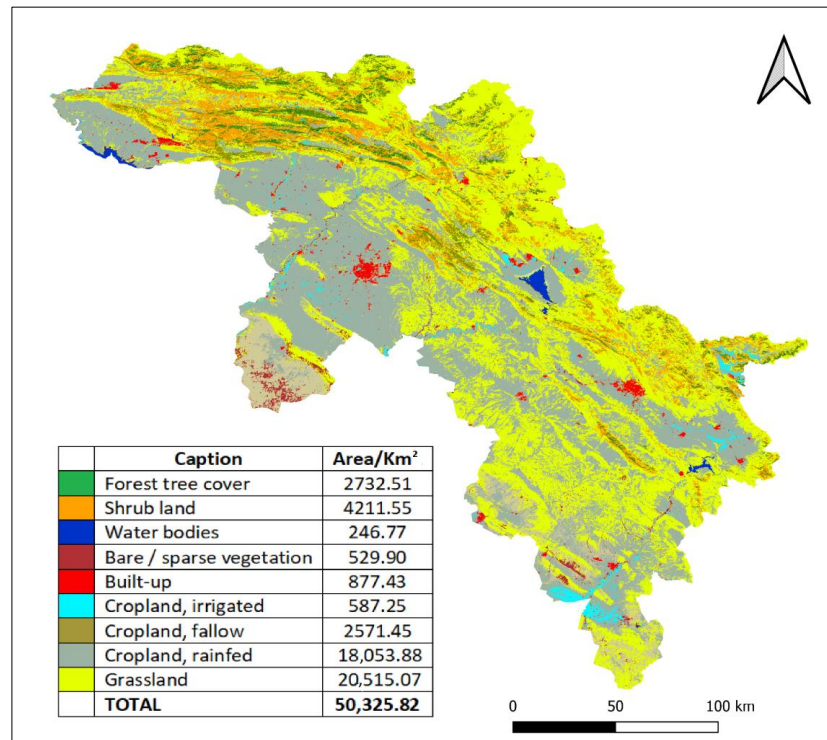 Caption Area/Km²
Forest tree cover 2732.51
Shrub land 4211.55
Water bodies 246.77
Bare / sparse vegetation 529.90
Built-up 877.43
Cropland, irrigated 587.25
Cropland, fallow 2571.45
Cropland, rainfed 18,053.88
Grassland 20,515.07
TOTAL 50,325.82
0 50 100 km